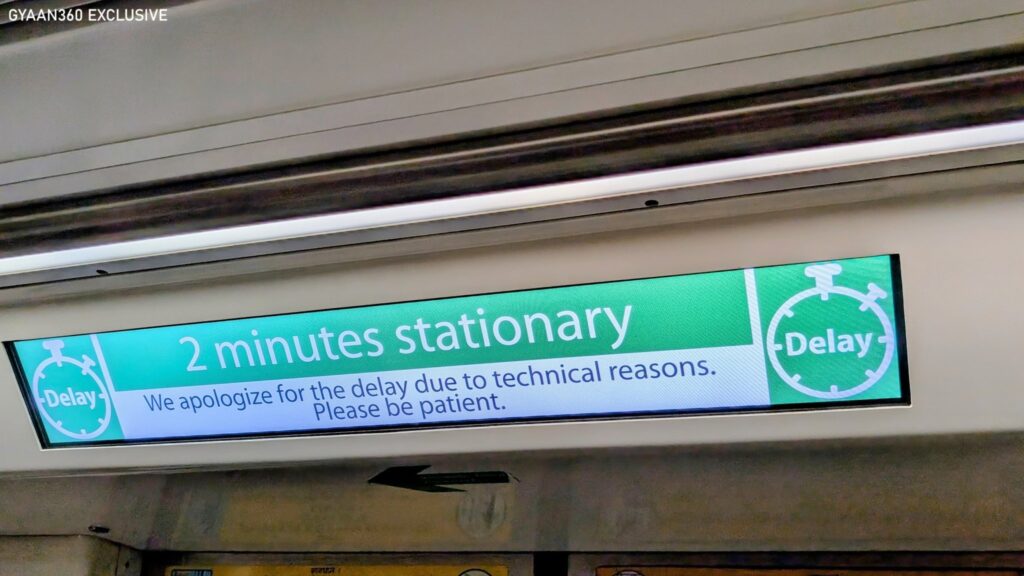 GYAAN360 EXCLUSIVE
2 minutes stationary
We apologize for the delay due to technical reasons.
Please be patient.
Delay
Delay